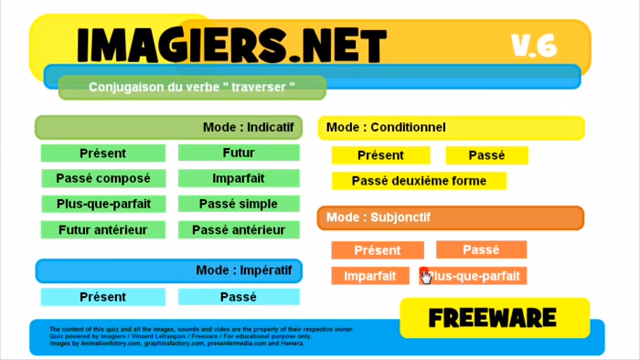 IMAGIERS.NET
V.6
Conjugaison du verbe " traverser "
Mode : Indicatif
Présent
Futur
Passé composé
Imparfait
Plus-que-parfait
Passé simple
Futur antérieur
Passé antérieur
Mode : Impératif
Présent
Passé
Mode : Conditionnel
Présent
Passé
Passé deuxième forme
Mode : Subjonctif
Présent
Passé
Imparfait
Plus-que-parfait
FREEWARE
The content of this quiz and all the images, sounds and video are the property of their respective owner.
Quiz powered by Imagiers / Vincent Lefrançois / Freeware / For educational purpose only.
Images by Animationfctory.com, graphicsfactory.com, presentermedia.com and Hemera.